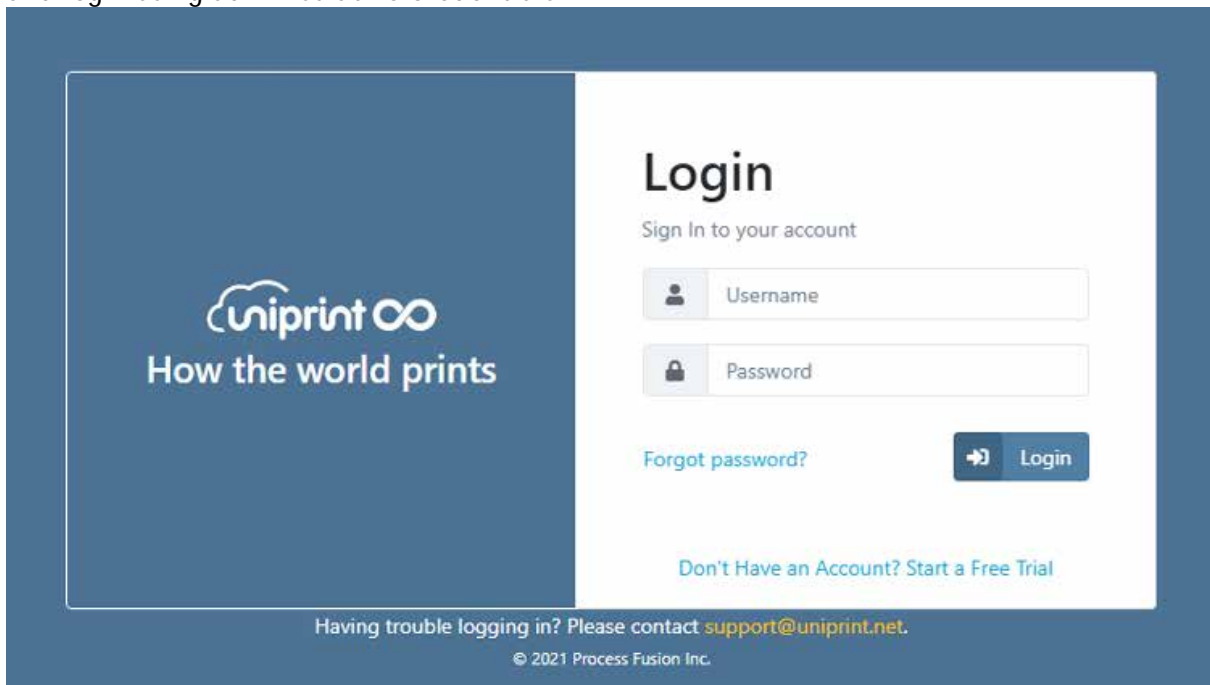 uniprint
How the world prints
Login
Sign In to your account
Username
Password
Forgot password?
Login
Don't Have an Account? Start a Free Trial
Having trouble logging in? Please contact support@uniprint.net.
© 2021 Process Fusion Inc.